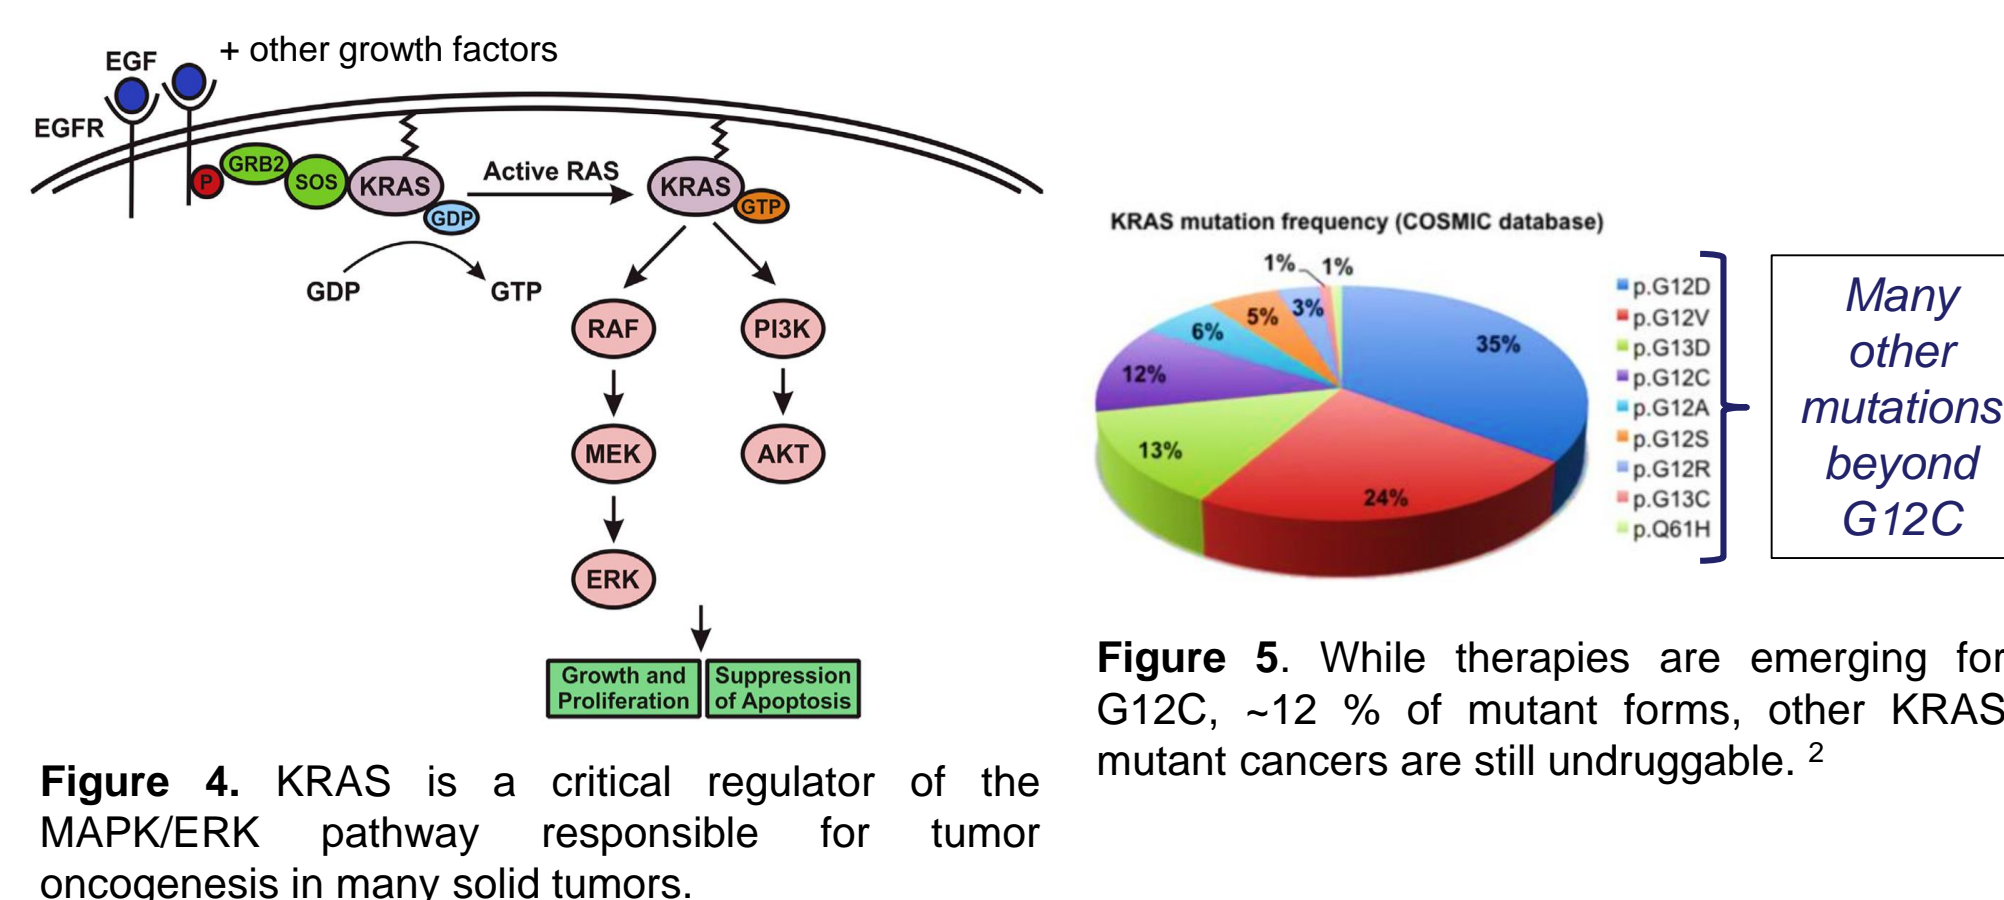 EGF
+ other growth factors
EGFR
P
GRB2
SOS
KRAS
GDP
Active RAS
KRAS
GTP
GDP
GTP
RAF
PI3K
MEK
AKT
ERK
Growth and
Proliferation
Suppression
of Apoptosis
Figure 4. KRAS is a critical regulator of the
MAPK/ERK pathway responsible for tumor
oncogenesis in many solid tumors.
KRAS mutation frequency (COSMIC database)
1%
1%
3%
5%
6%
12%
13%
24%
35%
p.G12D
p.G12V
p.G13D
p.G12C
p.G12A
p.G12S
p.G12R
p.G13C
p.Q61H
Many
other
mutations
beyond
G12C
Figure 5. While therapies are emerging for
G12C, ~12 % of mutant forms, other KRAS
mutant cancers are still undruggable. 2